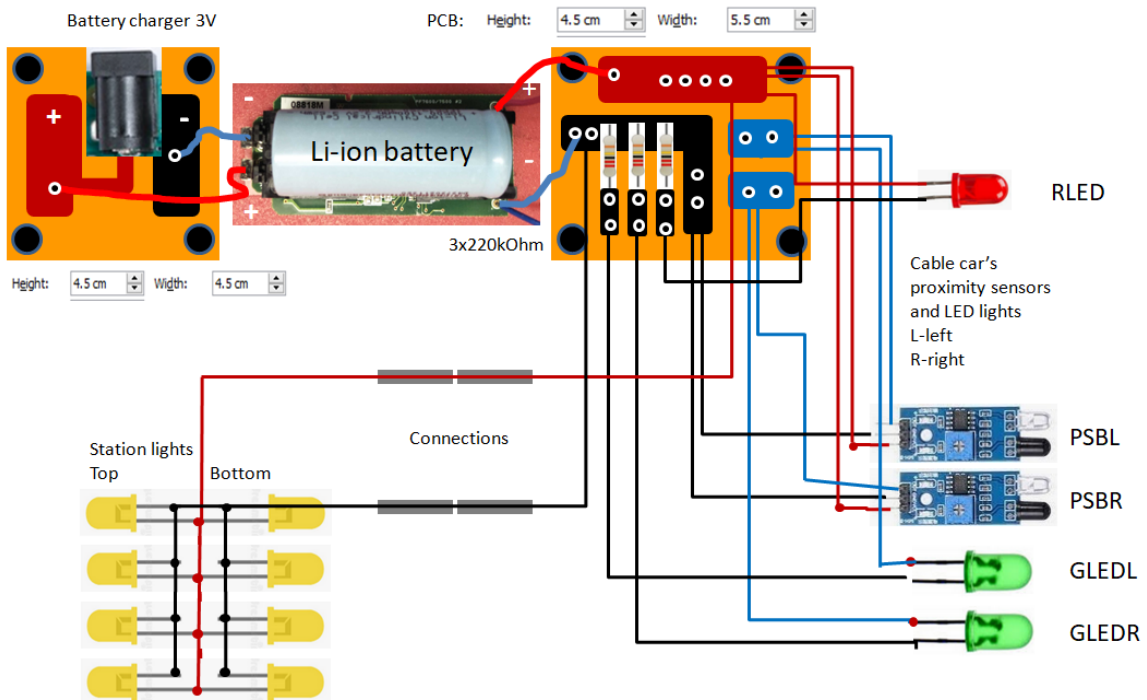 Battery charger 3V
PCB:
Height:
4.5 cm
Width:
5.5 cm
+
-
-
+
08818M
Li-ion battery
+
-
3x220kOhm
RLED
Height:
4.5 cm
Width:
4.5 cm
Cable car's
proximity sensors
and LED lights
L-left
R-right
Station lights
Top
Bottom
Connections
PSBL
PSBR
GLEDL
GLEDR